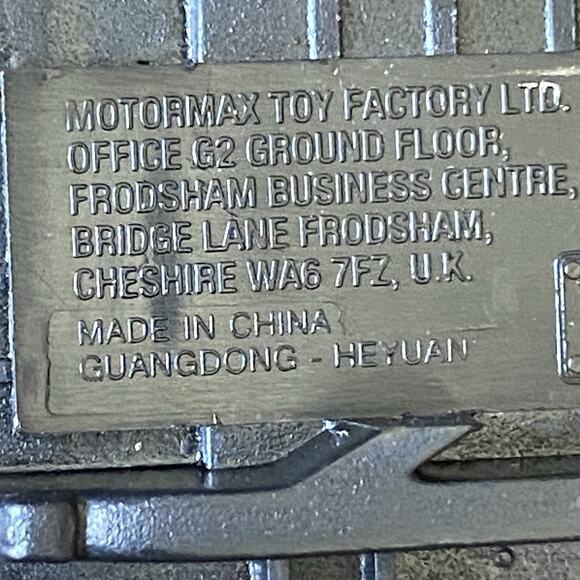 MOTORMAX TOY FACTORY LTD.
OFFICE G2 GROUND FLOOR,
FRODSHAM BUSINESS CENTRE,
BRIDGE LANE FRODSHAM,
CHESHIRE WA6 7FZ, U.K.
MADE IN CHINA
GUANGDONG - HEYUAN